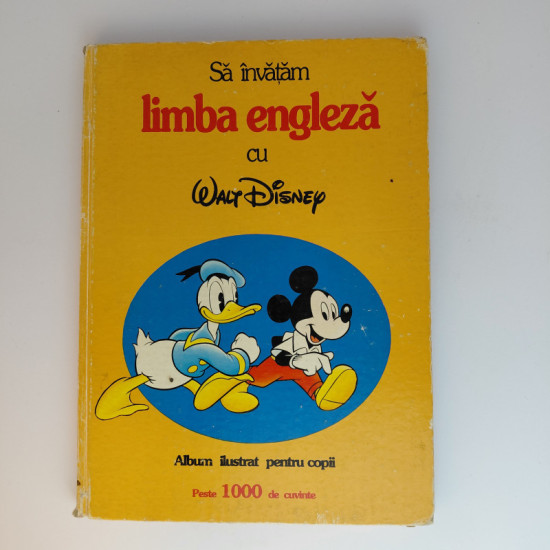 Să învățăm
limba engleză
cu
Walt Disney
Album ilustrat pentru copii
Peste 1000 de cuvinte